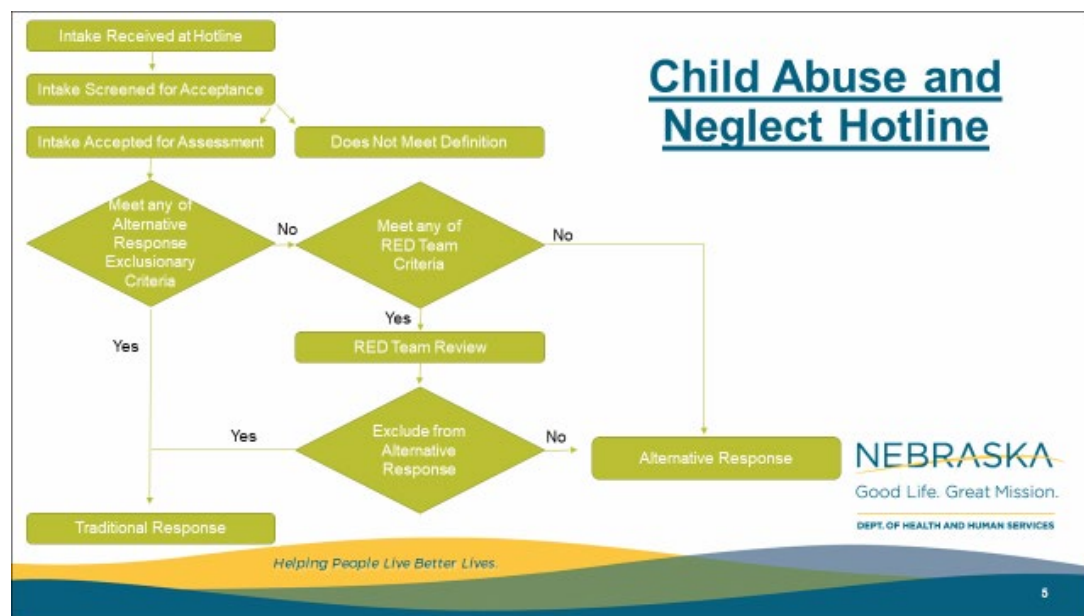 Intake Received at Hotline
Child Abuse and
Neglect Hotline
Intake Screened for Acceptance
Intake Accepted for Assessment
Does Not Meet Definition
Meet any of
Alternative
Response
Exclusionary
Criteria
No
Meet any of
RED Team
Criteria
No
Yes
Yes
RED Team Review
Yes
Exclude from
Alternative
Response
No
Alternative Response
Traditional Response
NEBRASKA
Good Life. Great Mission.
DEPT. OF HEALTH AND HUMAN SERVICES
Helping People Live Better Lives.
5